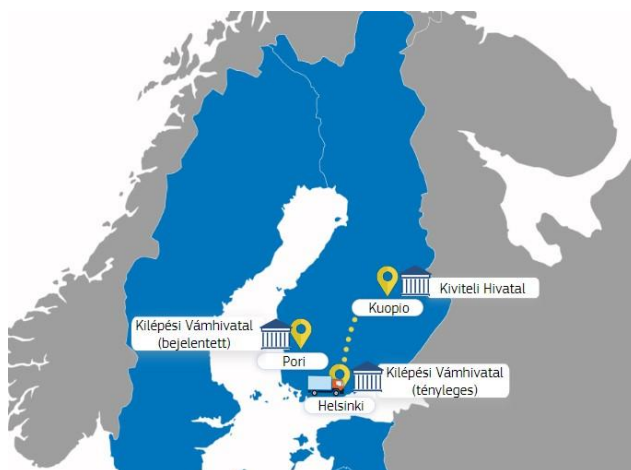 Kiviteli Hivatal
Kuopio
Kilépési Vámhivatal
(bejelentett)
Pori
Kilépési Vámhivatal
(tényleges)
Helsinki